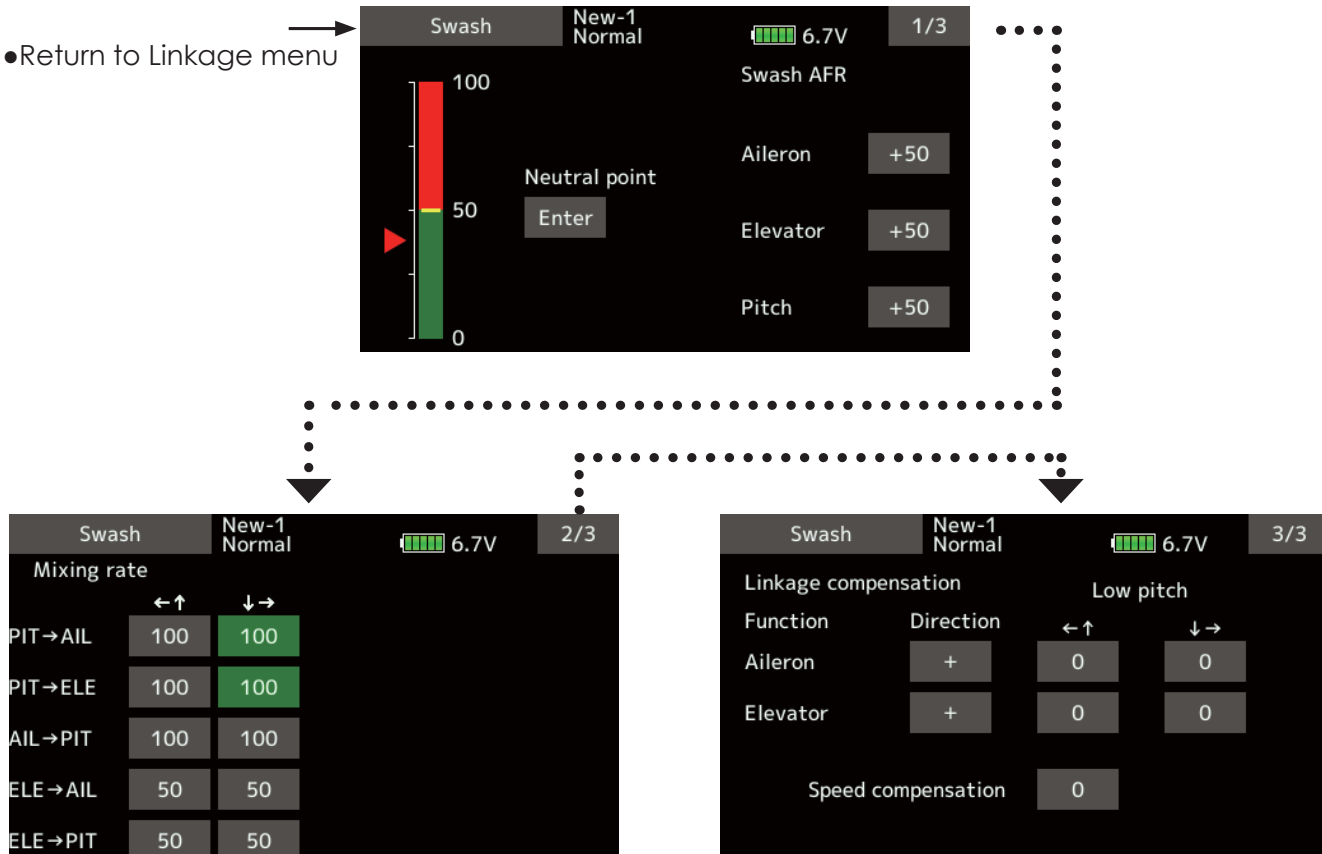 ●Return to Linkage menu
Swash New-1 Normal 6.7V 1/3
100
50
0
Neutral point
Enter
Swash AFR
Aileron +50
Elevator +50
Pitch +50
Swash New-1 Normal 6.7V 2/3
Mixing rate
←↑ ↓→
PIT→AIL 100 100
PIT→ELE 100 100
AIL→PIT 100 100
ELE→AIL 50 50
ELE→PIT 50 50
Swash New-1 Normal 6.7V 3/3
Linkage compensation Low pitch
Function Direction ←↑ ↓→
Aileron + 0 0
Elevator + 0 0
Speed compensation 0